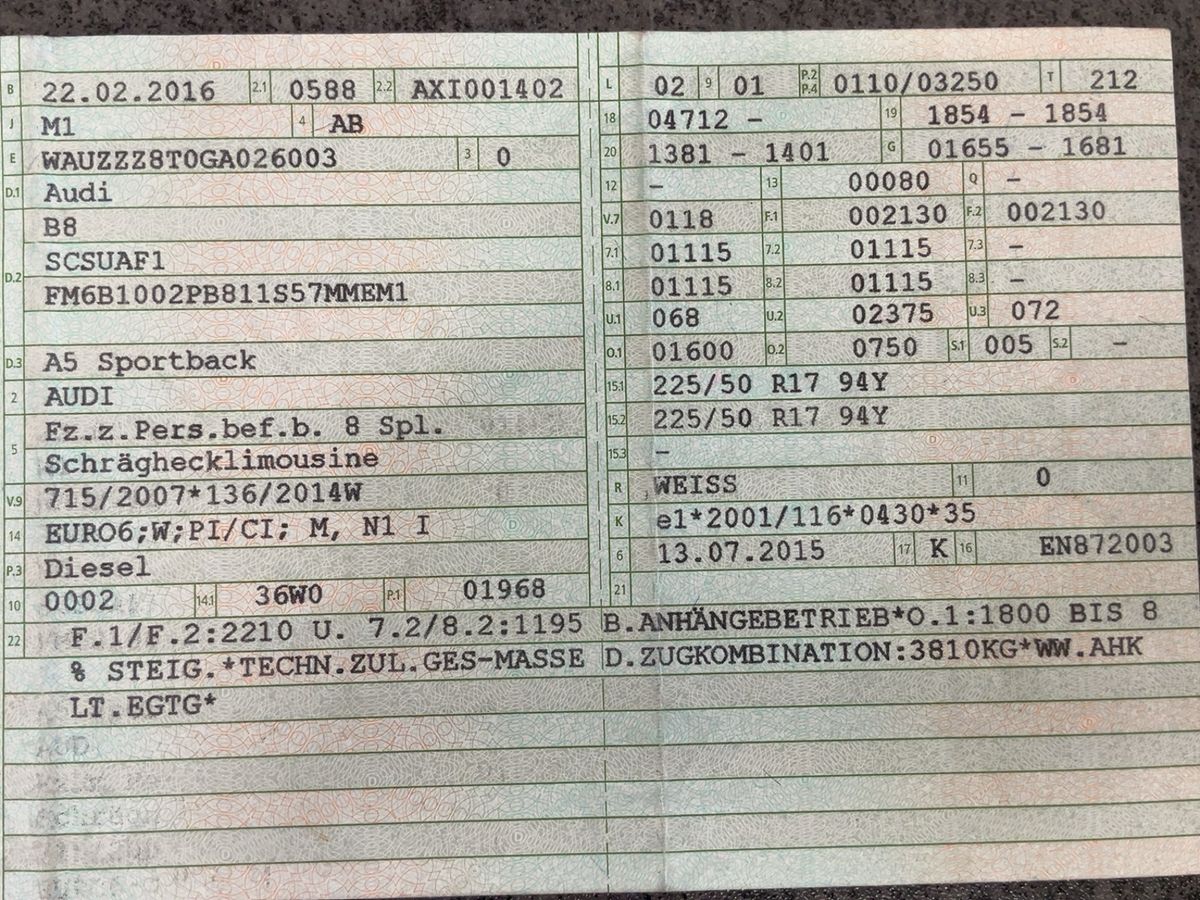 B 22.02.2016 2.1 0588 2.2 AXI001402
J M1 4 AB
E WAUZZZ8T0GA026003 3 0
D.1 Audi
B8
D.2 SCSUAF1
FM6B1002PB811S57MMEM1
D.3 A5 Sportback
2 AUDI
5 Fz.z.Pers.bef.b. 8 Spl.
Schräghecklimousine
V.9 715/2007*136/2014W
14 EURO6;W;PI/CI; M, N1 I
P.3 Diesel
10 0002 14.1 36W0 P.1 01968
L 02 9 01 P.2 P.4 0110/03250 T 212
18 04712 - 19 1854 - 1854
20 1381 - 1401 G 01655 - 1681
12 - 13 00080 Q -
V.7 0118 F.1 002130 F.2 002130
7.1 01115 7.2 01115 7.3 -
8.1 01115 8.2 01115 8.3 -
U.1 068 U.2 02375 U.3 072
O.1 01600 O.2 0750 S.1 005 S.2 -
15.1 225/50 R17 94Y
15.2 225/50 R17 94Y
15.3 -
R WEISS 11 0
K e1*2001/116*0430*35
6 13.07.2015 17 K 16 EN872003
21
22 F.1/F.2:2210 U. 7.2/8.2:1195 B.ANHÄNGEBETRIEB*O.1:1800 BIS 8
% STEIG.*TECHN.ZUL.GES-MASSE D.ZUGKOMBINATION:3810KG*WW.AHK
LT.EGTG*